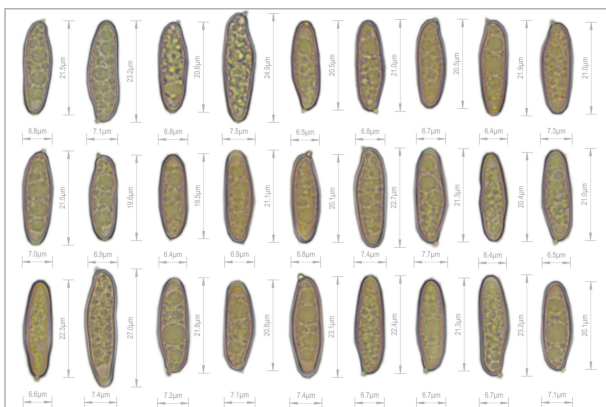 21.5µm 23.2µm 20.6µm 24.9µm 20.5µm 21.0µm 20.5µm 21.9µm 21.0µm
6.8µm 7.1µm 6.8µm 7.5µm 6.5µm 6.8µm 6.7µm 6.4µm 7.3µm
21.5µm 19.6µm 19.5µm 21.1µm 20.1µm 22.7µm 21.3µm 20.4µm 21.0µm
7.0µm 6.9µm 6.4µm 6.9µm 6.8µm 7.4µm 7.7µm 6.4µm 6.5µm
22.3µm 27.0µm 21.6µm 20.8µm 23.1µm 22.4µm 21.3µm 23.2µm 20.1µm
6.6µm 7.4µm 7.2µm 7.1µm 7.4µm 6.7µm 6.7µm 6.7µm 7.1µm